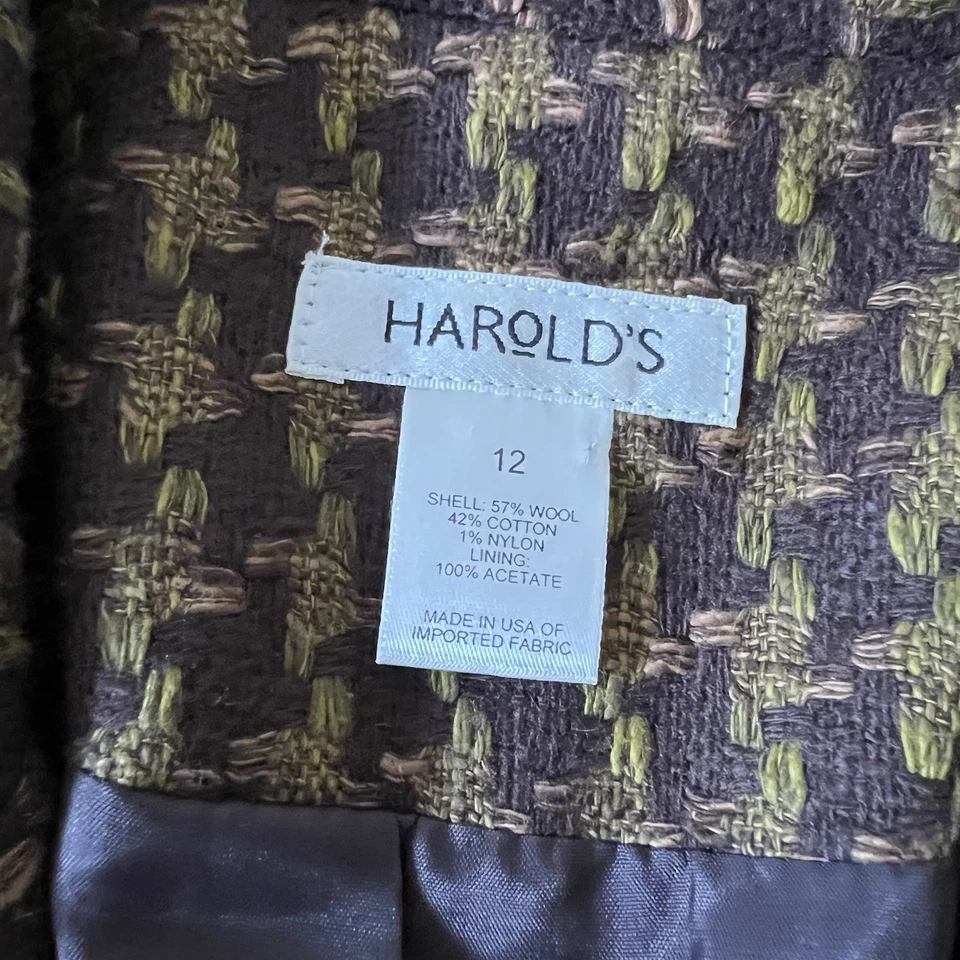 HAROLD'S
12
SHELL: 57% WOOL
42% COTTON
1% NYLON
LINING:
100% ACETATE
MADE IN USA OF
IMPORTED FABRIC